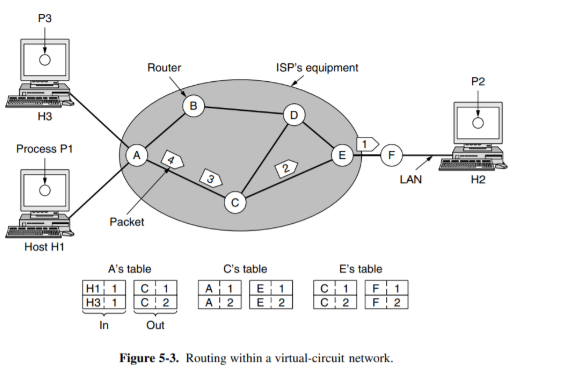 P3
Router
ISP's equipment
P2
B
D
H3
1
Process P1
A
4
E
F
3
2
LAN
H2
C
Packet
Host H1
A's table
C's table
E's table
H1 1 C 1 A 1 E 1 C 1 F 1
H3 1 C 2 A 2 E 2 C 2 F 2
In Out
Figure 5-3. Routing within a virtual-circuit network.